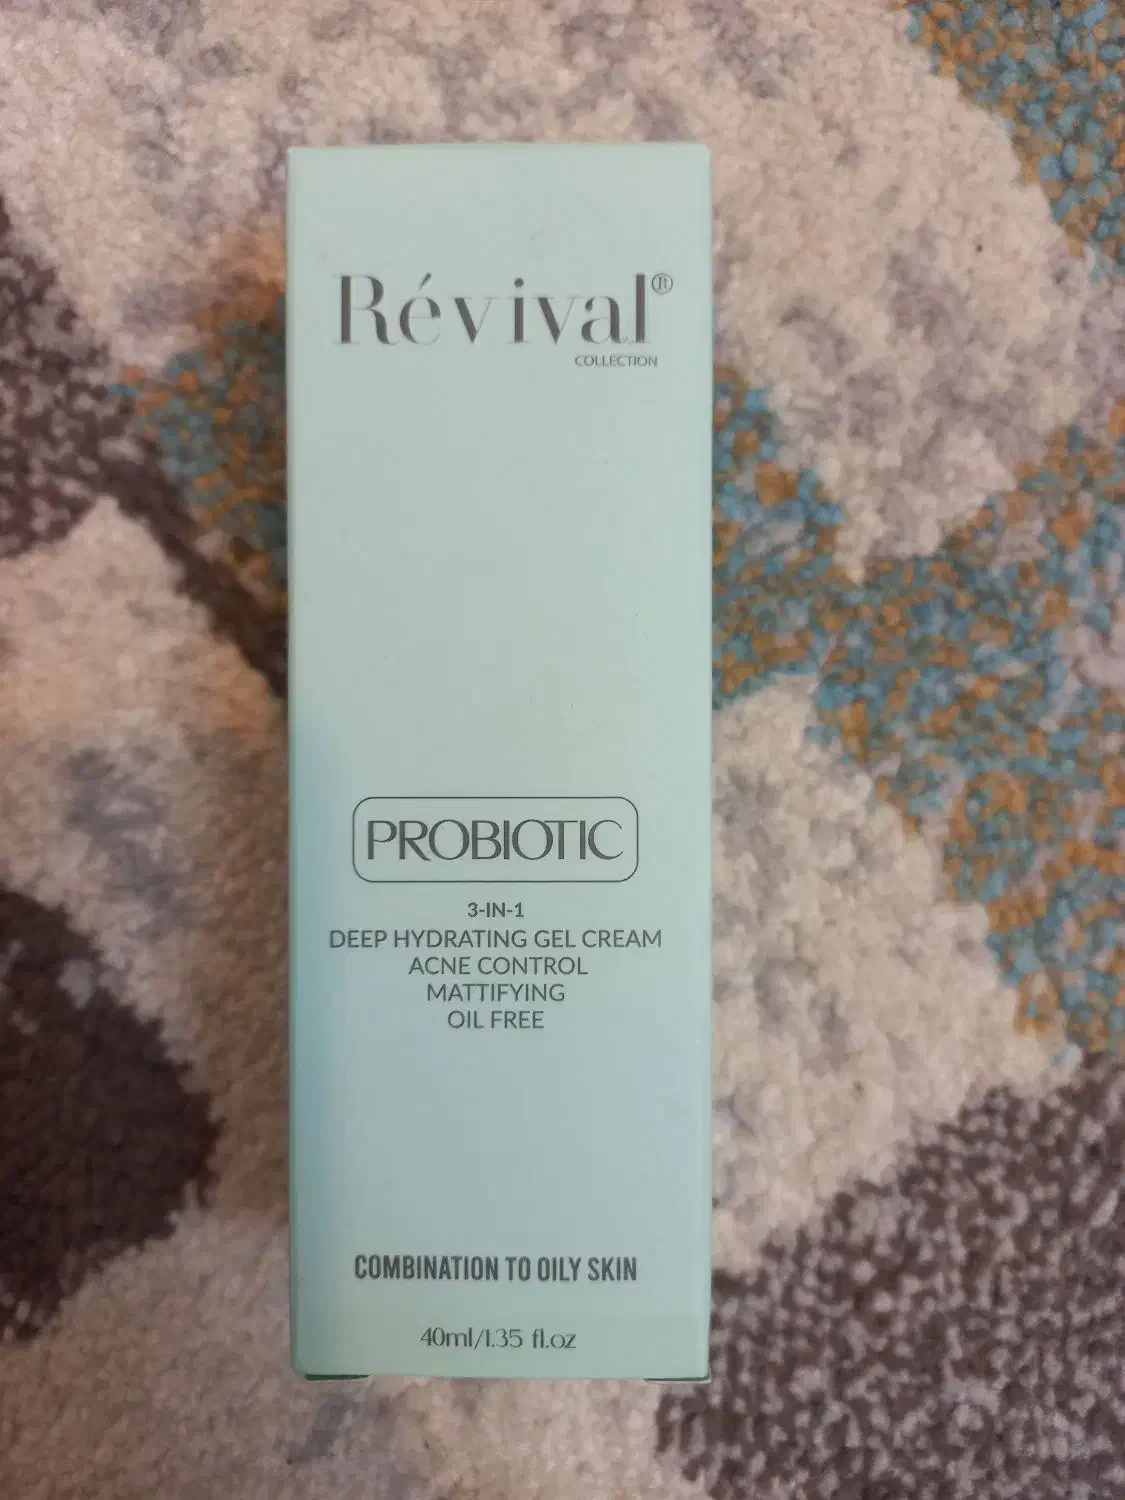 Révival®
COLLECTION
PROBIOTIC
3-IN-1
DEEP HYDRATING GEL CREAM
ACNE CONTROL
MATTIFYING
OIL FREE
COMBINATION TO OILY SKIN
40ml/1.35 fl.oz